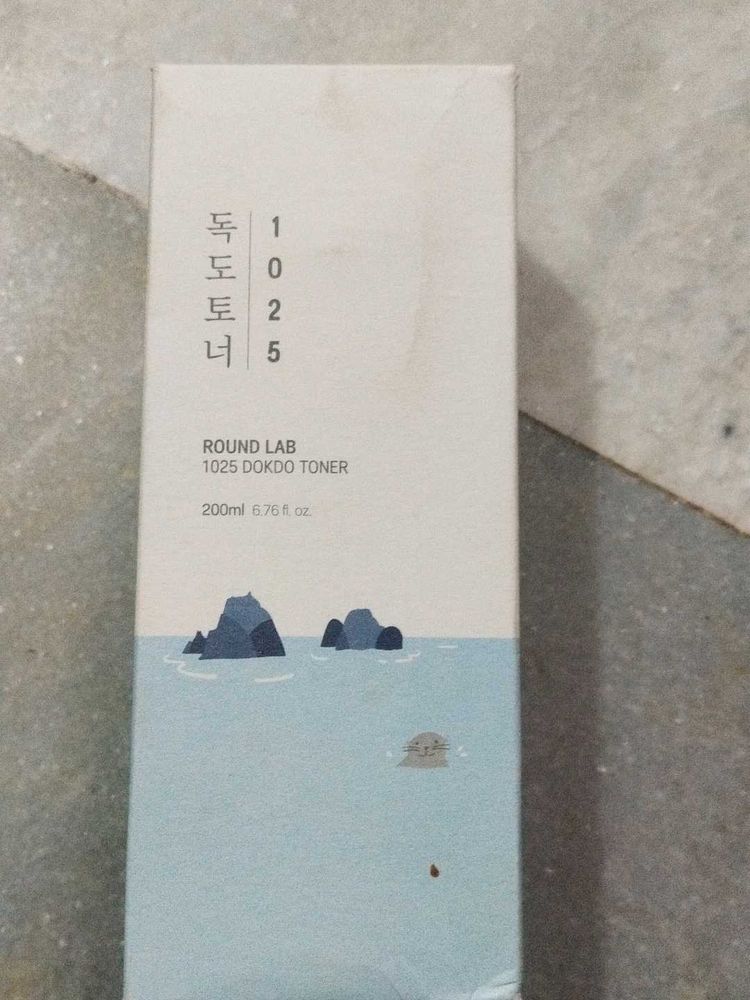 독도토너
1025
ROUND LAB
1025 DOKDO TONER
200ml 6.76 fl. oz.